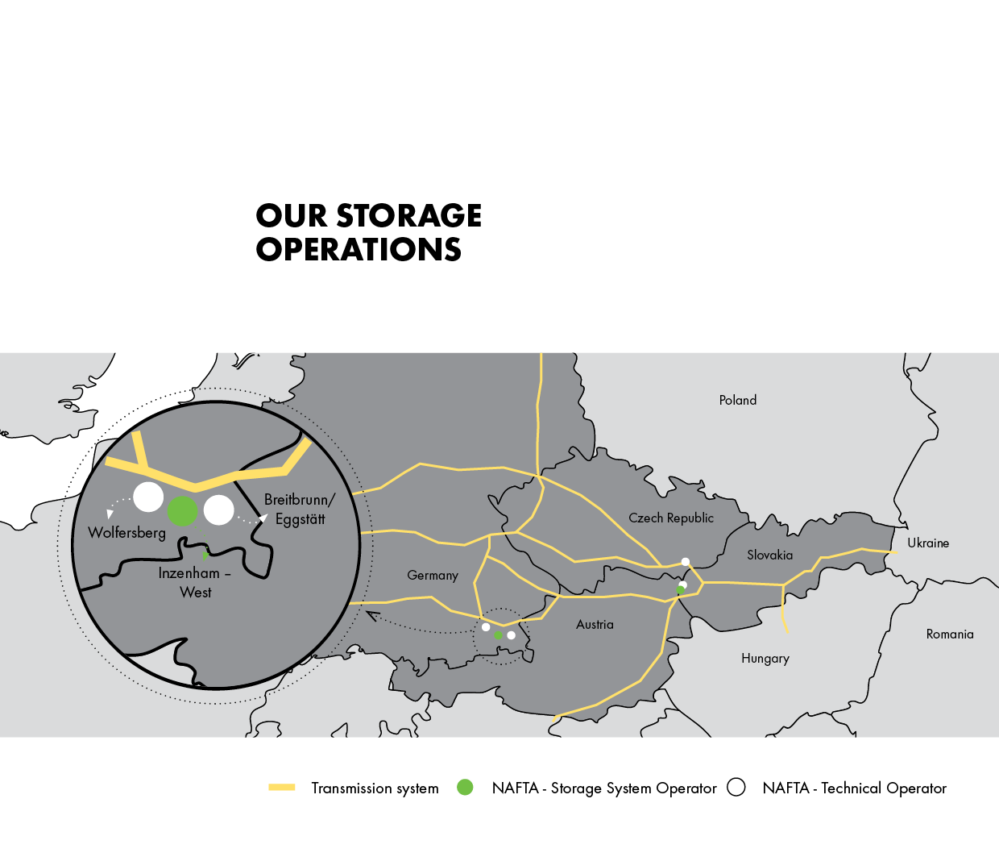 OUR STORAGE
OPERATIONS
Poland
Breitbrunn/
Eggstätt
Wolfersberg
Inzenham –
West
Czech Republic
Ukraine
Slovakia
Germany
Austria
Romania
Hungary
Transmission system
NAFTA - Storage System Operator
NAFTA - Technical Operator